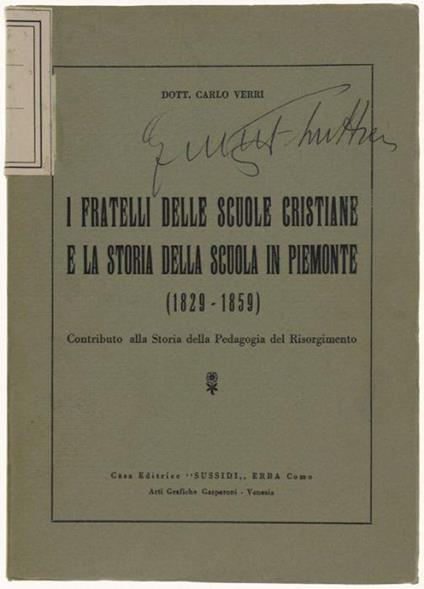 DOTT. CARLO VERRI
I FRATELLI DELLE SCUOLE CRISTIANE
E LA STORIA DELLA SCUOLA IN PIEMONTE
(1829 - 1859)
Contributo alla Storia della Pedagogia del Risorgimento
Casa Editrice "SUSSIDI,, ERBA Como
Arti Grafiche Gasperoni - Venezia